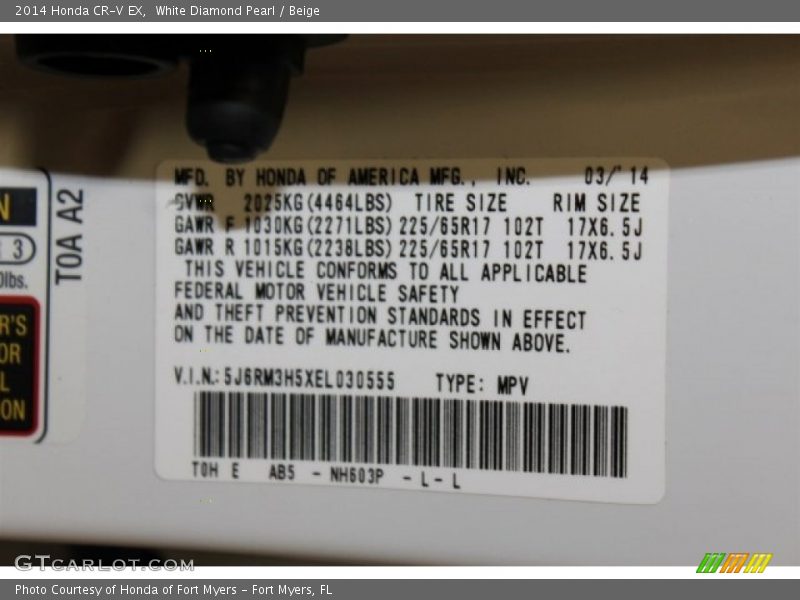 2014 Honda CR-V EX,  White Diamond Pearl / Beige
MFD. BY HONDA OF AMERICA MFG., INC. 03/'14
GVWR 2025KG(4464LBS) TIRE SIZE RIM SIZE
GAWR F 1030KG(2271LBS) 225/65R17 102T 17X6.5J
GAWR R 1015KG(2238LBS) 225/65R17 102T 17X6.5J
THIS VEHICLE CONFORMS TO ALL APPLICABLE
FEDERAL MOTOR VEHICLE SAFETY
AND THEFT PREVENTION STANDARDS IN EFFECT
ON THE DATE OF MANUFACTURE SHOWN ABOVE.
V.I.N.: 5J6RM3H5XEL030555 TYPE: MPV
T0H E AB5 - NH603P - L - L
T0A A2
N
3
0lbs.
R'S
OR
L
ON
GTCARLOT.COM
Photo Courtesy of Honda of Fort Myers - Fort Myers, FL